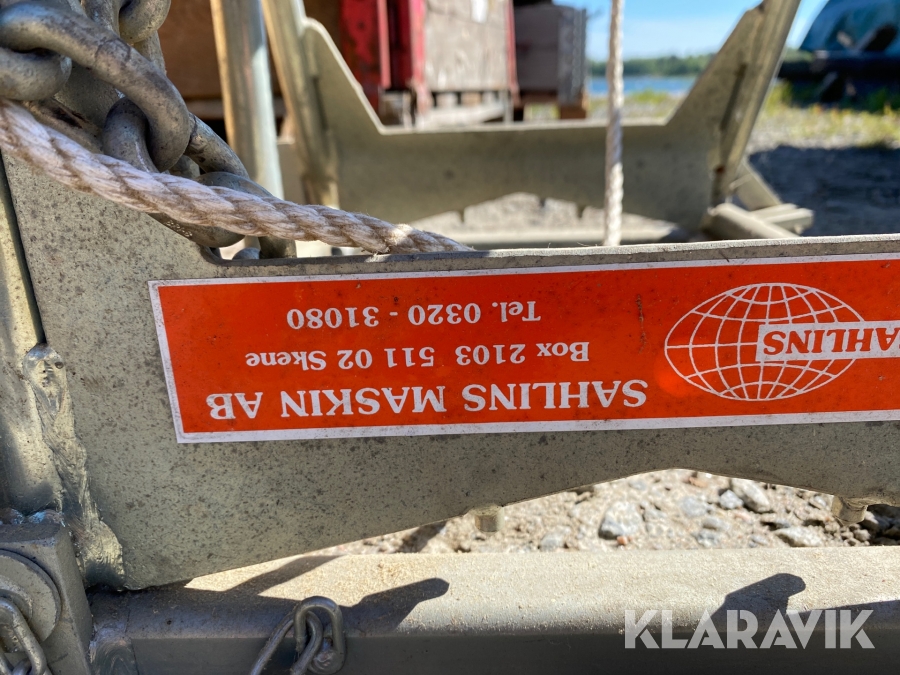 SAHLINS MASKIN AB
Box 2103 511 02 Skene
Tel. 0320 - 31080
SAHLINS
KLARAVIK